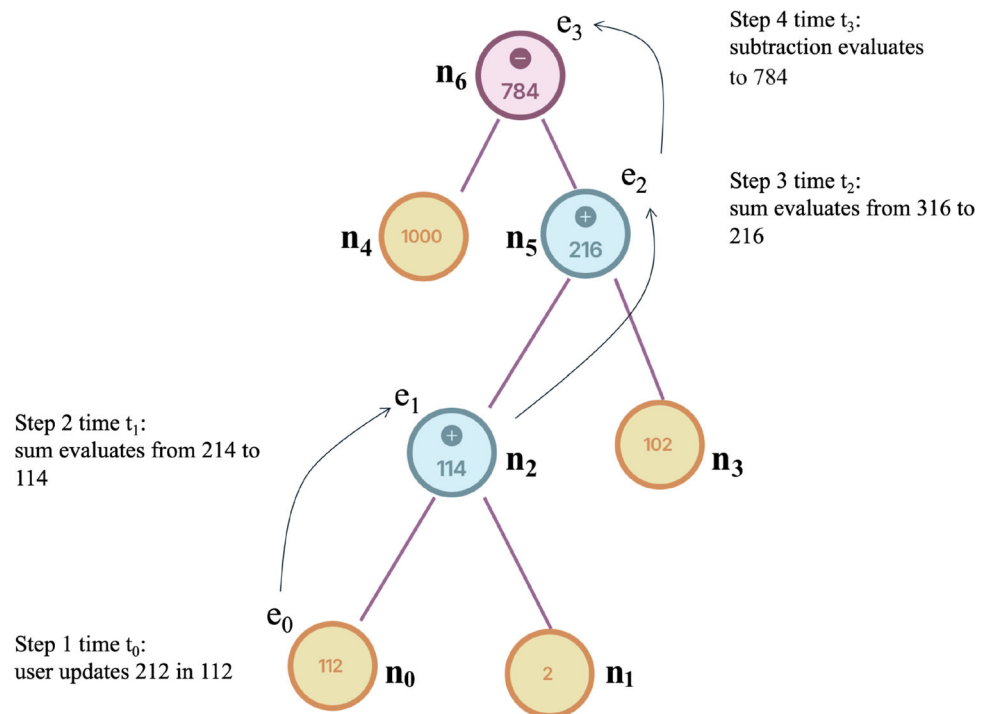 e₃
Step 4 time t₃:
subtraction evaluates
to 784
−
n₆
784
e₂
Step 3 time t₂:
sum evaluates from 316 to
216
n₄
1000
n₅
+
216
e₁
Step 2 time t₁:
sum evaluates from 214 to
114
+
114
n₂
102
n₃
e₀
Step 1 time t₀:
user updates 212 in 112
112
n₀
2
n₁